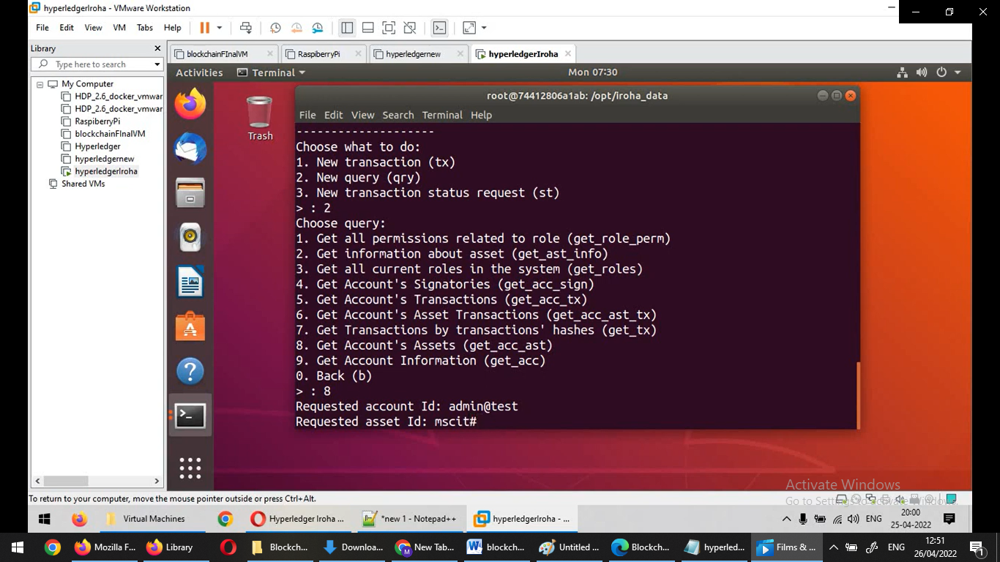 hyperledgerIroha - VMware Workstation
File Edit View VM Tabs Help
Library
Type here to search
My Computer
HDP_2.6_docker_vmwar
HDP_2.6_docker_vmwar
RaspiberryPi
blockchainFInalVM
Hyperledger
hyperledgernew
hyperledgerIroha
Shared VMs
blockchainFInalVM RaspiberryPi hyperledgernew hyperledgerIroha
Activities Terminal Mon 07:30
Trash
root@74412806a1ab: /opt/iroha_data
File Edit View Search Terminal Help
--------------------
Choose what to do:
1. New transaction (tx)
2. New query (qry)
3. New transaction status request (st)
> : 2
Choose query:
1. Get all permissions related to role (get_role_perm)
2. Get information about asset (get_ast_info)
3. Get all current roles in the system (get_roles)
4. Get Account's Signatories (get_acc_sign)
5. Get Account's Transactions (get_acc_tx)
6. Get Account's Asset Transactions (get_acc_ast_tx)
7. Get Transactions by transactions' hashes (get_tx)
8. Get Account's Assets (get_acc_ast)
9. Get Account Information (get_acc)
0. Back (b)
> : 8
Requested account Id: admin@test
Requested asset Id: mscit#
Activate Windows
Go to Settings to activate Windows.
To return to your computer, move the mouse pointer outside or press Ctrl+Alt.
Virtual Machines Hyperledger Iroha ... *new 1 - Notepad++ hyperledgerIroha - ... ENG 20:00
25-04-2022
Mozilla F... Library Blockch... Downloa... New Tab... blockch... Untitled ... Blockch... hyperled... Films & ... ENG 12:51
26/04/2022
1